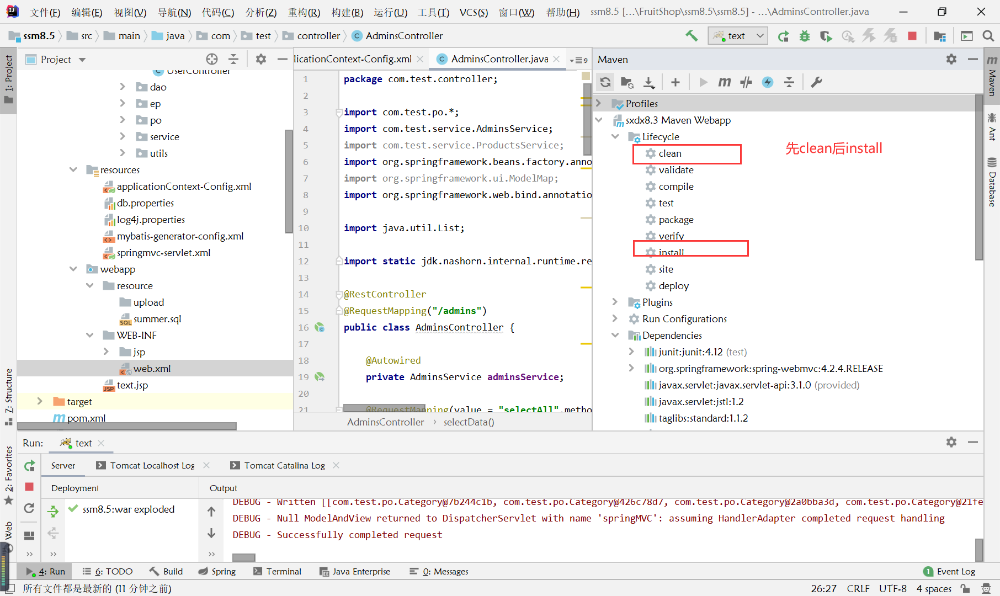 文件(F) 编辑(E) 视图(V) 导航(N) 代码(C) 分析(Z) 重构(R) 构建(B) 运行(U) 工具(T) VCS(S) 窗口(W) 帮助(H) ssm8.5 [...\FruitShop\ssm8.5\ssm8.5] - ...\AdminsController.java
ssm8.5 src main java com test controller AdminsController
text
1: Project
Z: Structure
2: Favorites
Web
Project
UserController
dao
ep
po
service
utils
resources
applicationContext-Config.xml
db.properties
log4j.properties
mybatis-generator-config.xml
springmvc-servlet.xml
webapp
resource
upload
summer.sql
WEB-INF
jsp
web.xml
text.jsp
target
pom.xml
licationContext-Config.xml AdminsController.java 9
1 package com.test.controller;
2
3 import com.test.po.*;
4 import com.test.service.AdminsService;
5 import com.test.service.ProductsService;
6 import org.springframework.beans.factory.anno
7 import org.springframework.ui.ModelMap;
8 import org.springframework.web.bind.annotatio
9
10 import java.util.List;
11
12 import static jdk.nashorn.internal.runtime.re
13
14 @RestController
15 @RequestMapping("/admins")
16 public class AdminsController {
17
18 @Autowired
19 private AdminsService adminsService;
20
21 @RequestMapping(value = "selectAll",metho
AdminsController › selectData()
Maven
Profiles
sxdx8.3 Maven Webapp
Lifecycle
clean
先clean后install
validate
compile
test
package
verify
install
site
deploy
Plugins
Run Configurations
Dependencies
junit:junit:4.12 (test)
org.springframework:spring-webmvc:4.2.4.RELEASE
javax.servlet:javax.servlet-api:3.1.0 (provided)
javax.servlet:jstl:1.2
taglibs:standard:1.1.2
Maven
Ant
Database
Run: text
Server Tomcat Localhost Log Tomcat Catalina Log
Deployment Output
ssm8.5:war exploded
DEBUG - Written [[com.test.po.Category@7b244c1b, com.test.po.Category@426c78d7, com.test.po.Category@2a0bba3d, com.test.po.Category@21fe
DEBUG - Null ModelAndView returned to DispatcherServlet with name 'springMVC': assuming HandlerAdapter completed request handling
DEBUG - Successfully completed request
4: Run 6: TODO Build Spring Terminal Java Enterprise 0: Messages 1 Event Log
所有文件都是最新的 (11 分钟之前) 26:27 CRLF UTF-8 4 spaces